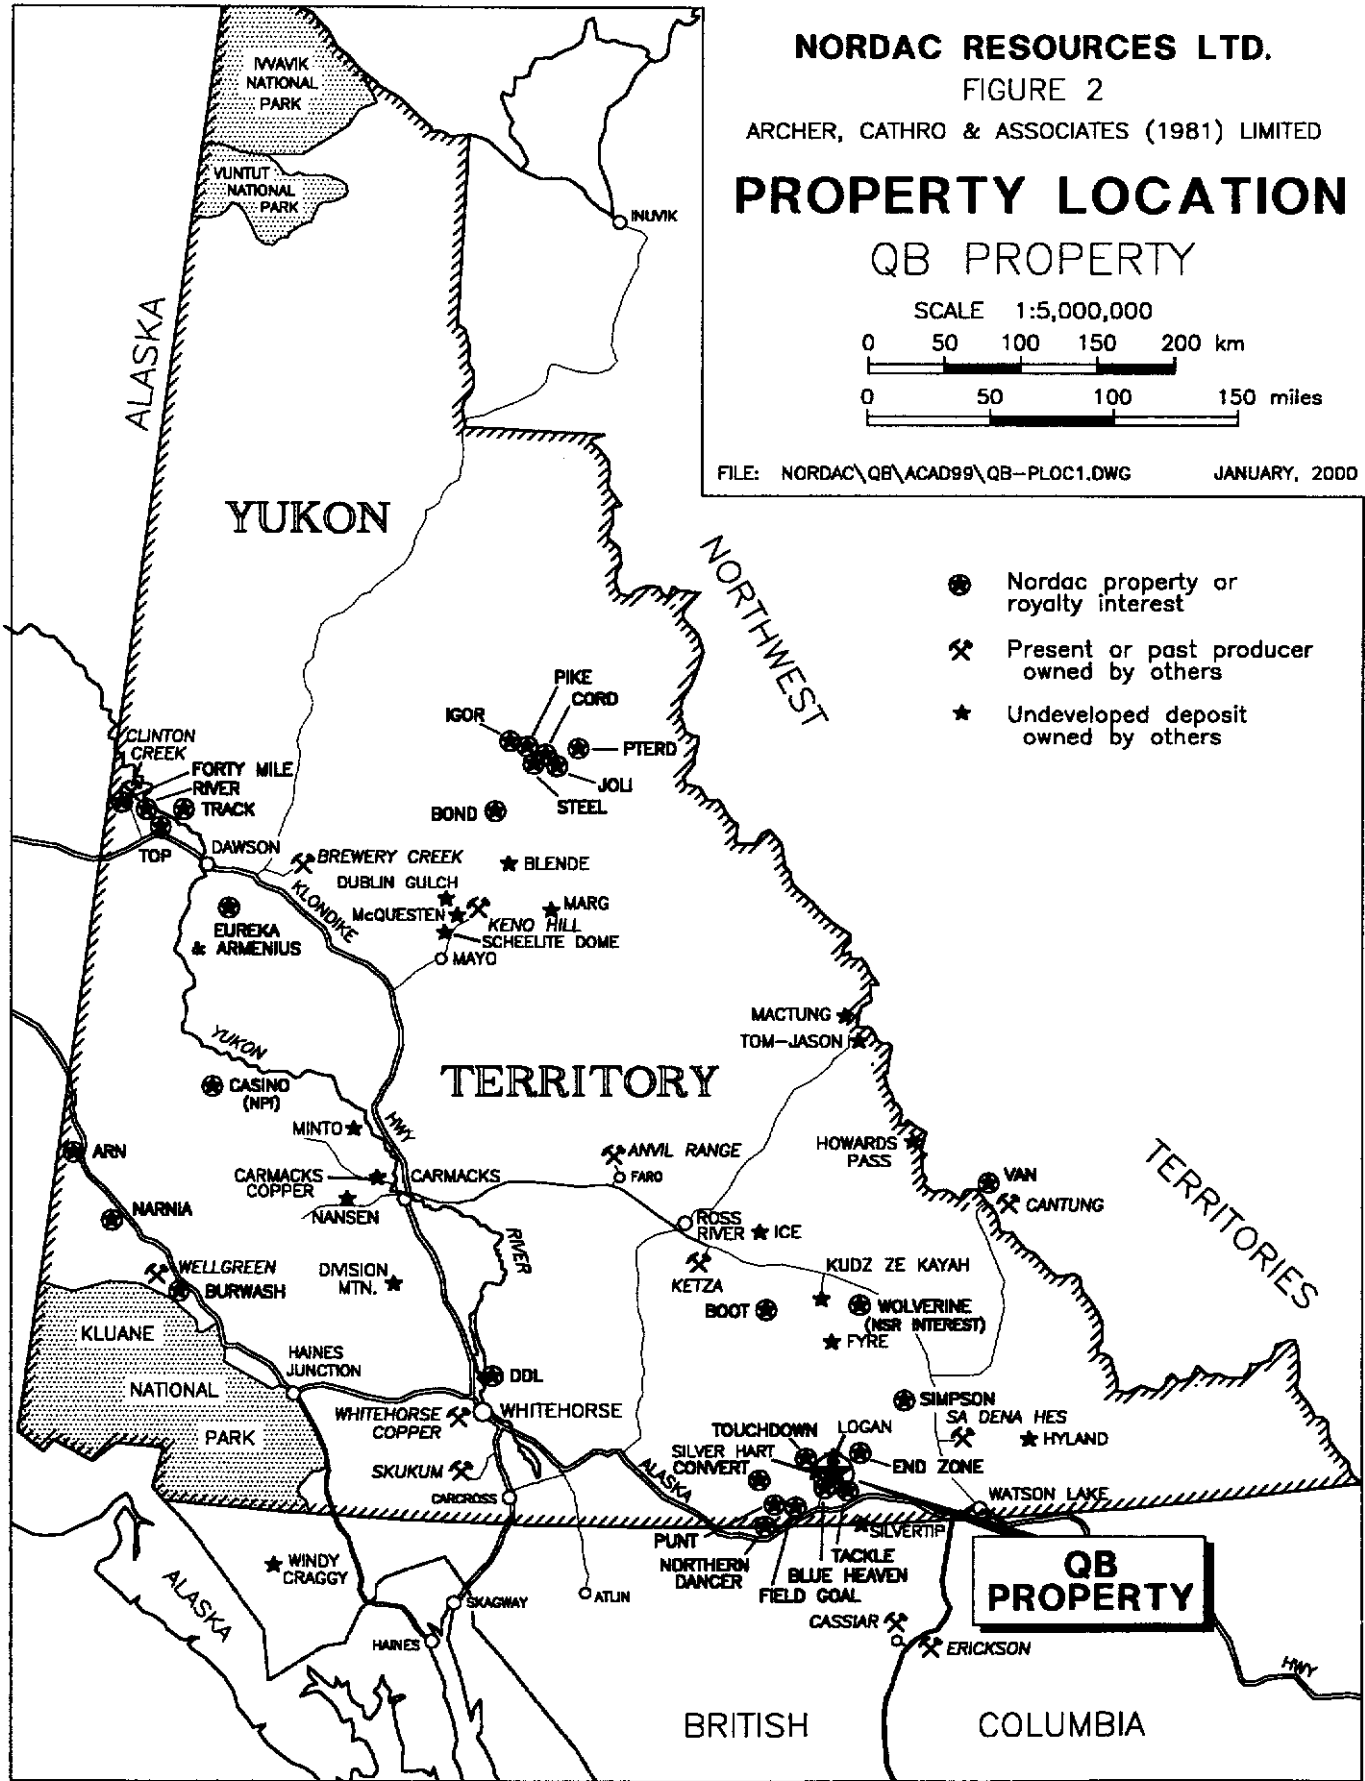 NORDAC RESOURCES LTD.
FIGURE 2
ARCHER, CATHRO & ASSOCIATES (1981) LIMITED
PROPERTY LOCATION
QB PROPERTY
SCALE 1:5,000,000
0 50 100 150 200 km
0 50 100 150 miles
FILE: NORDAC\QB\ACAD99\QB-PLOC1.DWG JANUARY, 2000
Nordac property or
royalty interest
Present or past producer
owned by others
Undeveloped deposit
owned by others
IVVAVIK
NATIONAL
PARK
VUNTUT
NATIONAL
PARK
INUVIK
ALASKA
YUKON
NORTHWEST
PIKE
CORD
IGOR
PTERD
JOLI
STEEL
BOND
CLINTON
CREEK
FORTY MILE
RIVER
TRACK
TOP
DAWSON
BREWERY CREEK
BLENDE
DUBLIN GULCH
KLONDIKE
McQUESTEN
MARG
KENO HILL
SCHEELITE DOME
MAYO
EUREKA
& ARMENIUS
MACTUNG
TOM-JASON
YUKON
TERRITORY
CASINO
(NPI)
HWY
MINTO
ARN
ANVIL RANGE
FARO
HOWARDS
PASS
TERRITORIES
CARMACKS
COPPER
CARMACKS
VAN
CANTUNG
NANSEN
NARNIA
ROSS
RIVER
ICE
RIVER
WELLGREEN
BURWASH
DIVISION
MTN.
KETZA
KUDZ ZE KAYAH
BOOT
WOLVERINE
(NSR INTEREST)
FYRE
KLUANE
NATIONAL
PARK
HAINES
JUNCTION
DDL
SIMPSON
WHITEHORSE
COPPER
WHITEHORSE
SA DENA HES
HYLAND
TOUCHDOWN
LOGAN
SILVER HART
CONVERT
END ZONE
SKUKUM
ALASKA
CARCROSS
WATSON LAKE
PUNT
SILVERTIP
NORTHERN
DANCER
TACKLE
BLUE HEAVEN
FIELD GOAL
QB
PROPERTY
WINDY
CRAGGY
ALASKA
SKAGWAY
ATLIN
CASSIAR
HAINES
ERICKSON
HWY
BRITISH COLUMBIA